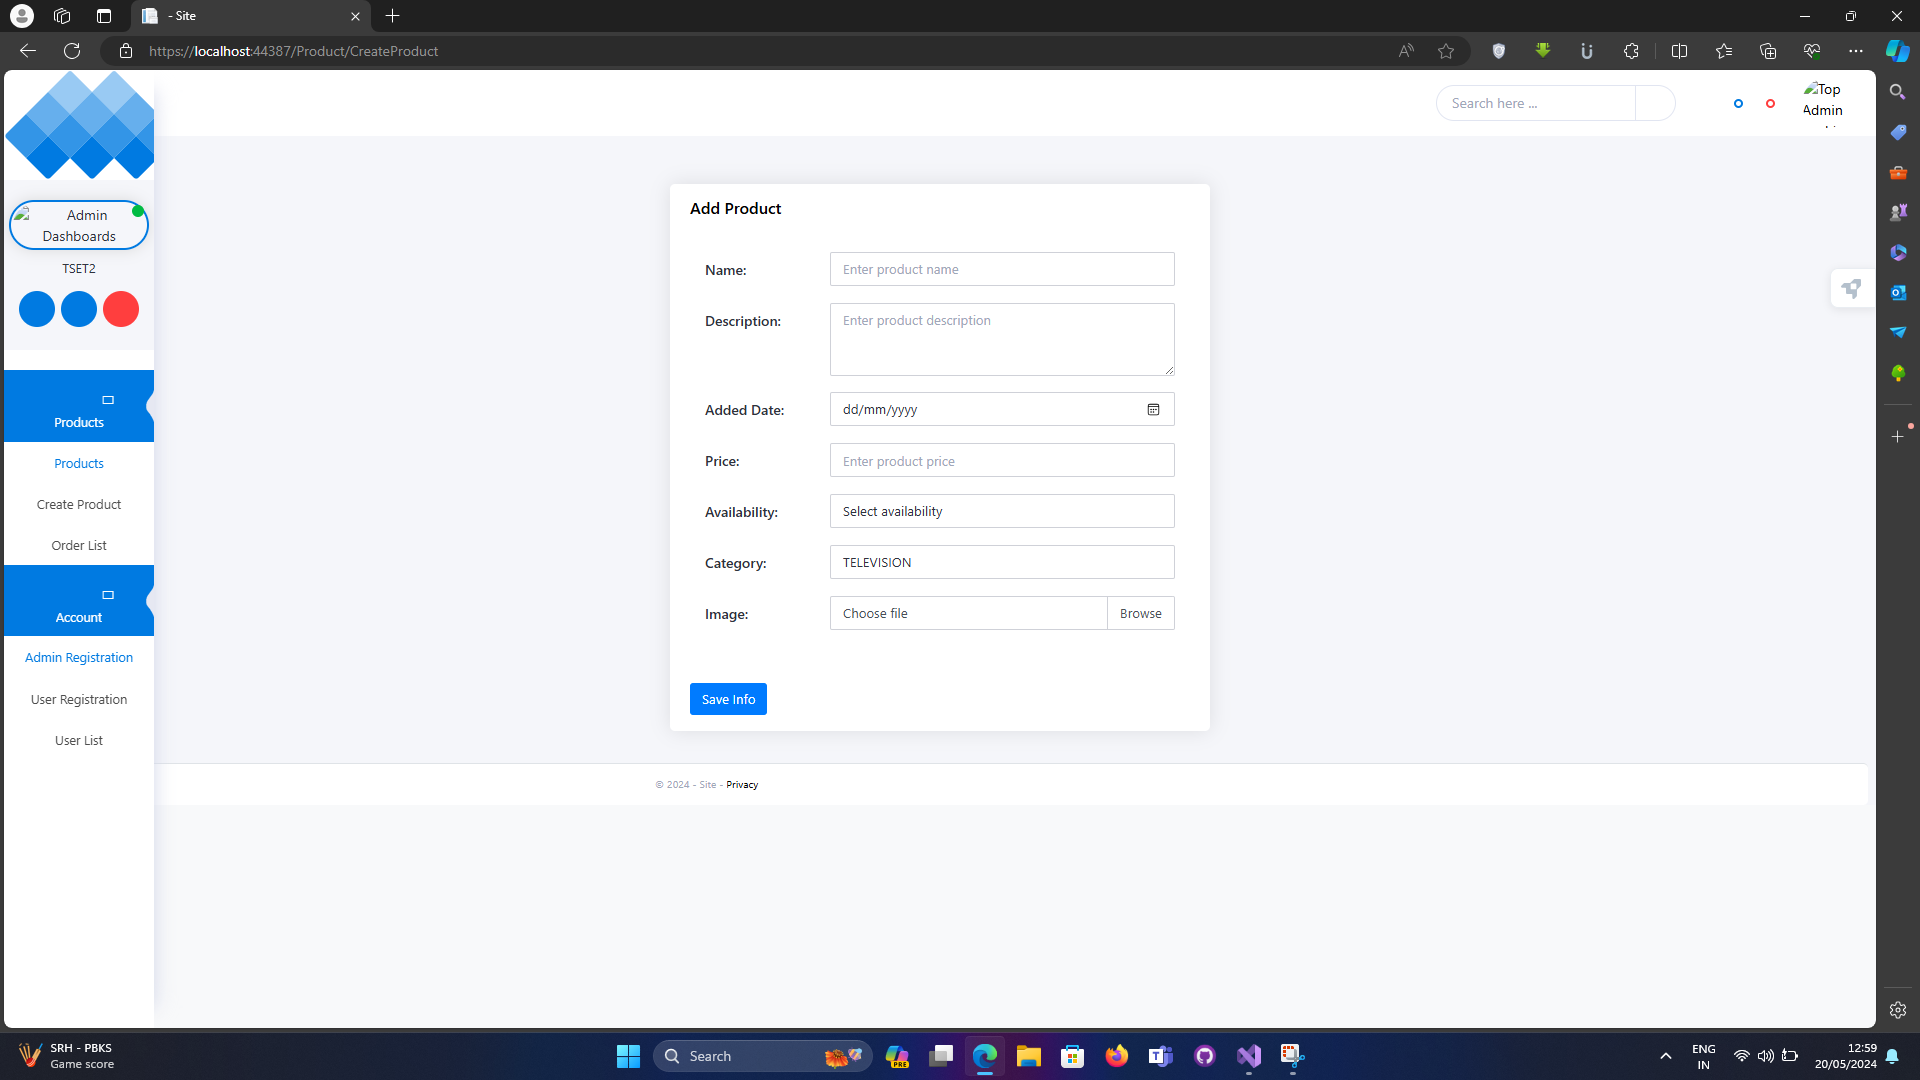 - Site
https://localhost:44387/Product/CreateProduct
Search here ...
Top
Admin
Admin
Dashboards
TSET2
Products
Products
Create Product
Order List
Account
Admin Registration
User Registration
User List
Add Product
Name:
Enter product name
Description:
Enter product description
Added Date:
dd/mm/yyyy
Price:
Enter product price
Availability:
Select availability
Category:
TELEVISION
Image:
Choose file
Browse
Save Info
© 2024 - Site - Privacy
SRH - PBKS
Game score
Search
PRE
ENG
IN
12:59
20/05/2024